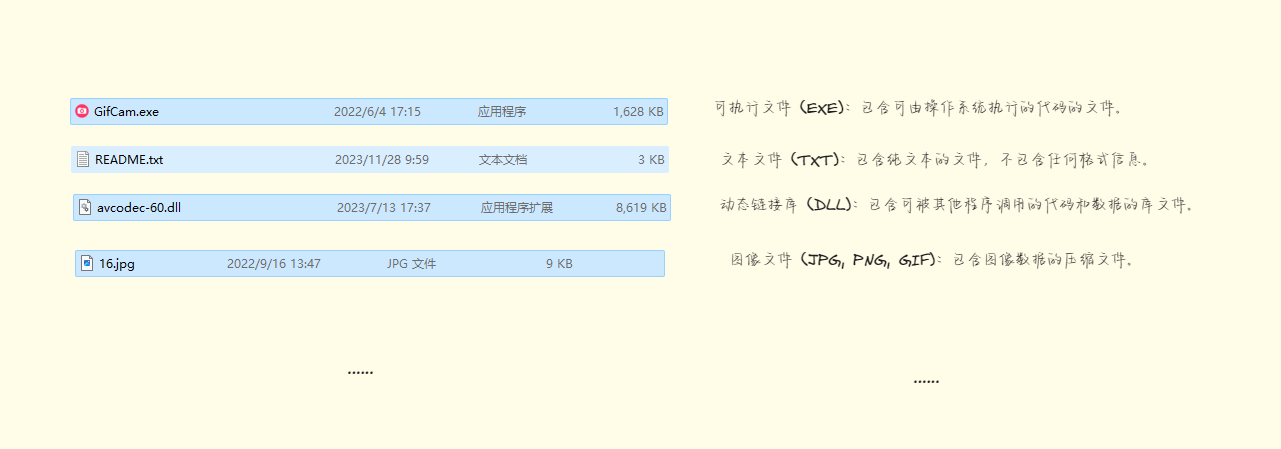 GifCam.exe 2022/6/4 17:15 应用程序 1,628 KB 可执行文件（EXE）：包含可由操作系统执行的代码的文件。
README.txt 2023/11/28 9:59 文本文档 3 KB 文本文件（TXT）：包含纯文本的文件，不包含任何格式信息。
avcodec-60.dll 2023/7/13 17:37 应用程序扩展 8,619 KB 动态链接库（DLL）：包含可被其他程序调用的代码和数据的库文件。
16.jpg 2022/9/16 13:47 JPG 文件 9 KB 图像文件（JPG, PNG, GIF）：包含图像数据的压缩文件。
......
......